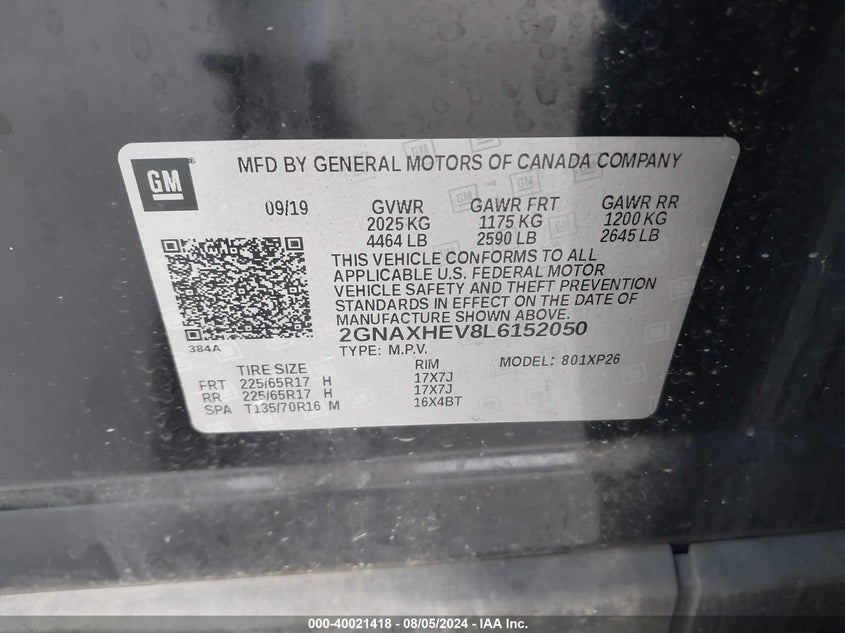 GM
MFD BY GENERAL MOTORS OF CANADA COMPANY
09/19
GVWR
2025 KG
4464 LB
GAWR FRT
1175 KG
2590 LB
GAWR RR
1200 KG
2645 LB
THIS VEHICLE CONFORMS TO ALL
APPLICABLE U.S. FEDERAL MOTOR
VEHICLE SAFETY AND THEFT PREVENTION
STANDARDS IN EFFECT ON THE DATE OF
MANUFACTURE SHOWN ABOVE.
2GNAXHEV8L6152050
TYPE: M.P.V.
MODEL: 801XP26
384A
TIRE SIZE RIM
FRT 225/65R17 H 17X7J
RR 225/65R17 H 17X7J
SPA T135/70R16 M 16X4BT
000-40021418 - 08/05/2024 - IAA Inc.